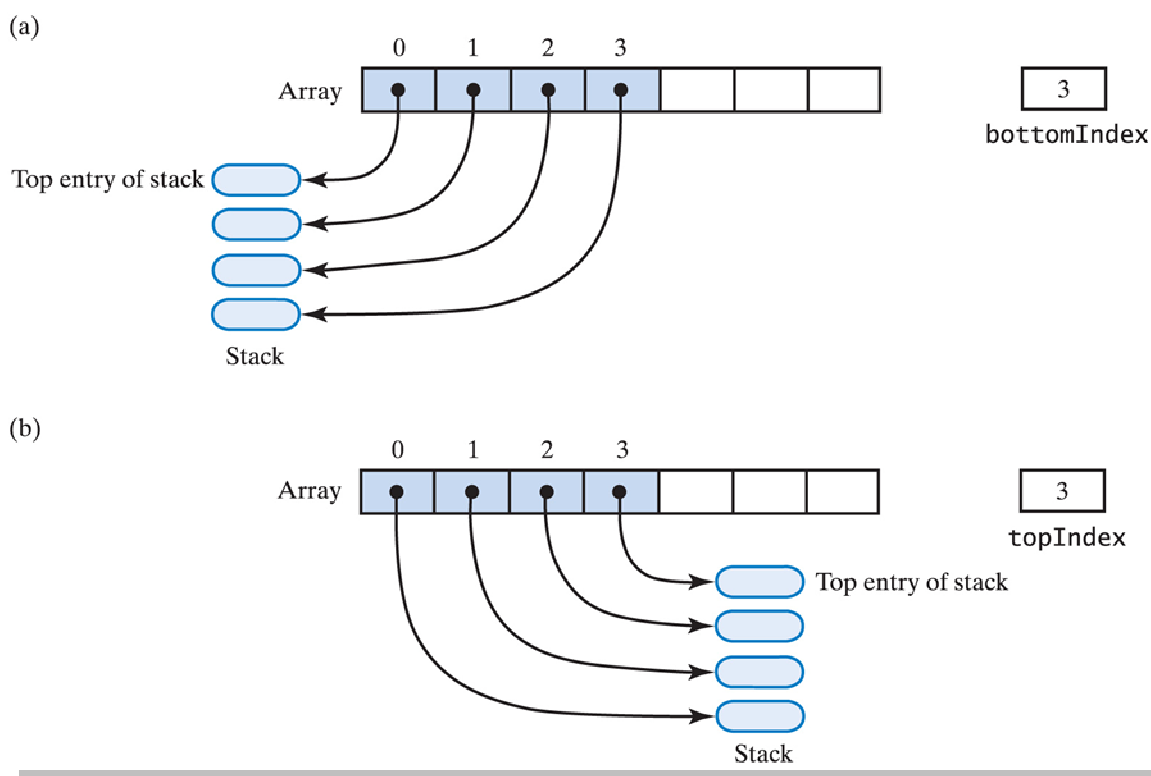 (a)
0 1 2 3
Array
3
bottomIndex
Top entry of stack
Stack
(b)
0 1 2 3
Array
3
topIndex
Top entry of stack
Stack